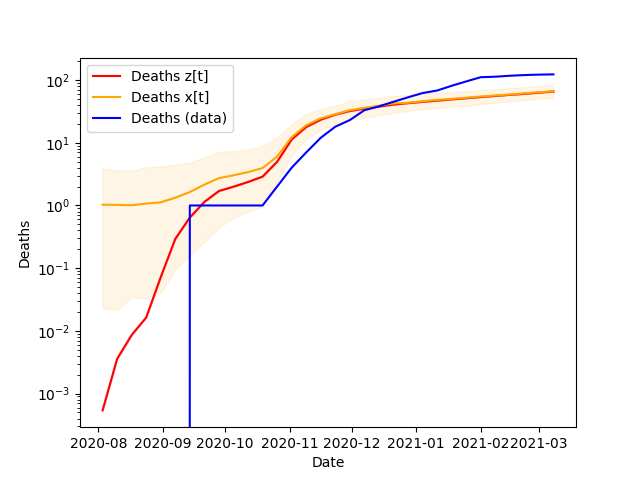 Deaths z[t]
Deaths x[t]
Deaths (data)
Deaths
10²
10¹
10⁰
10⁻¹
10⁻²
10⁻³
2020-08 2020-09 2020-10 2020-11 2020-12 2021-01 2021-02 2021-03
Date